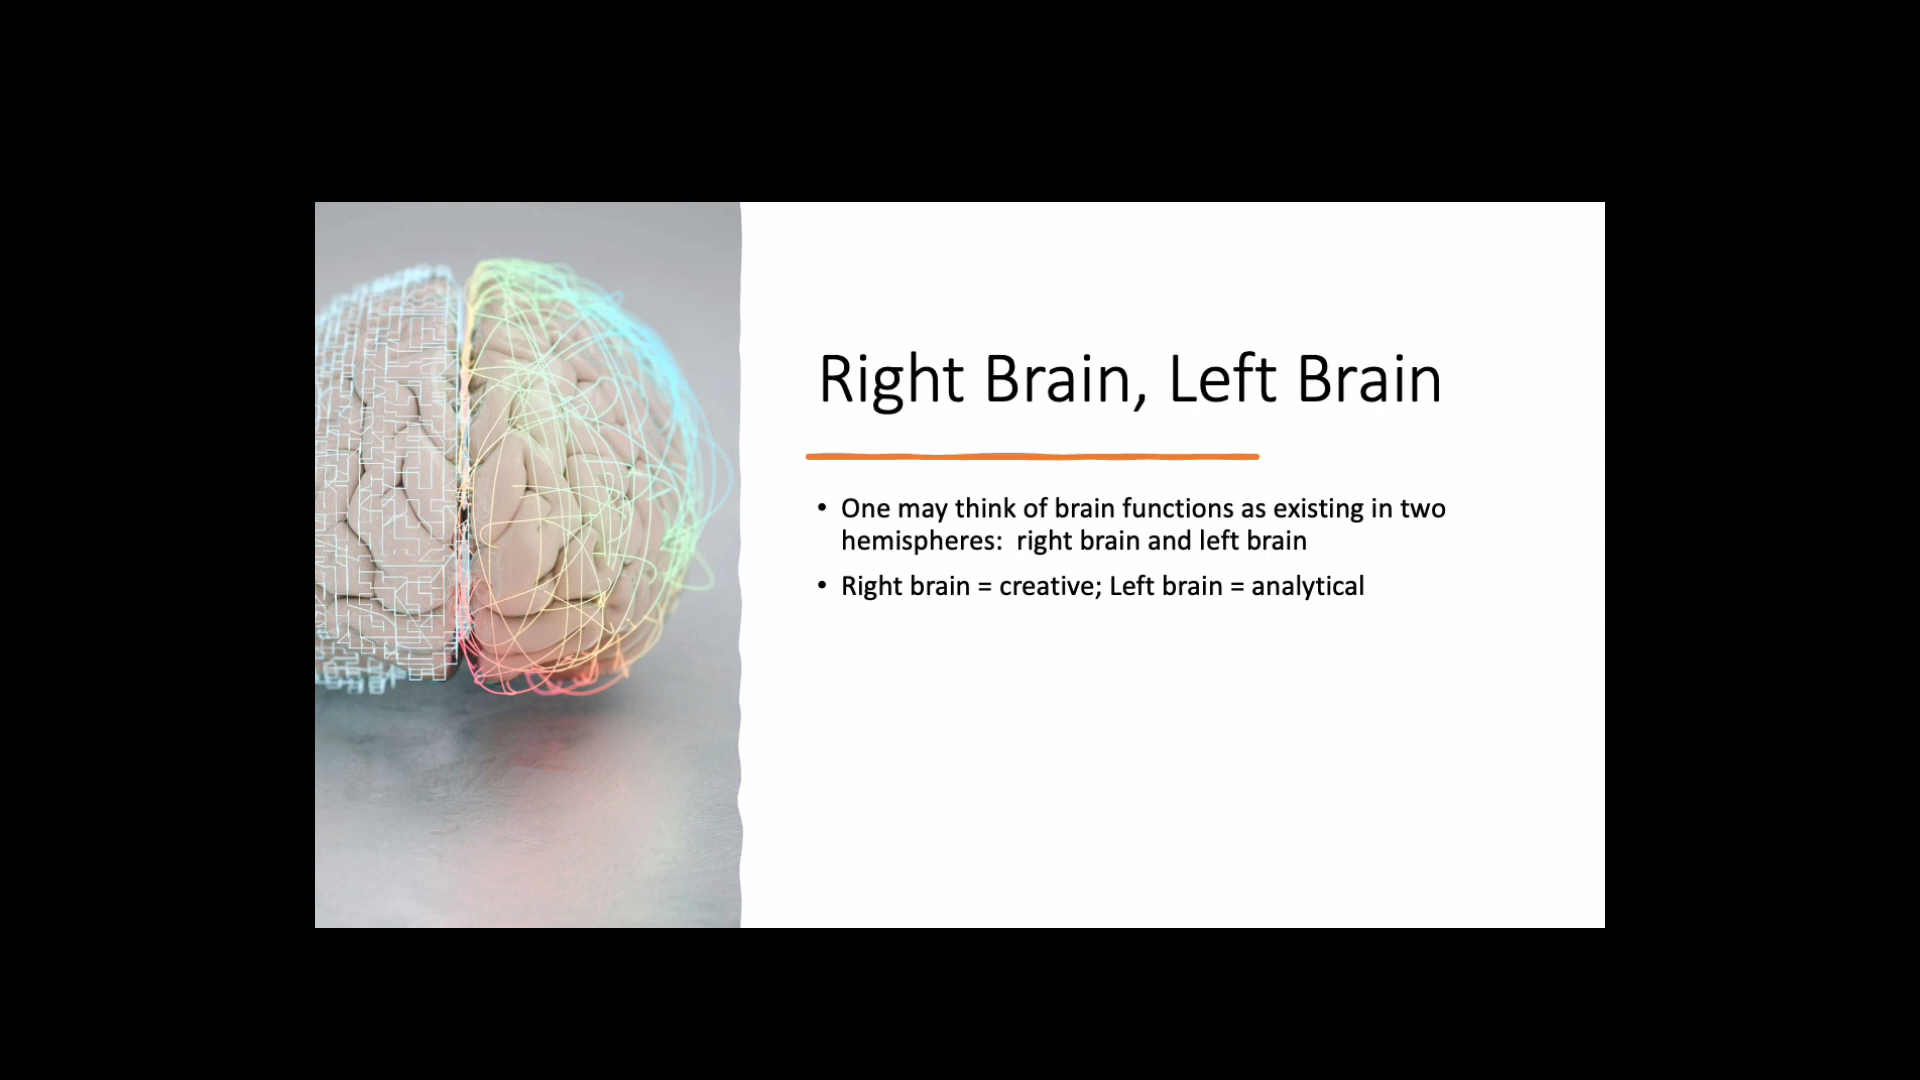 Right Brain, Left Brain
• One may think of brain functions as existing in two
hemispheres:  right brain and left brain
• Right brain = creative; Left brain = analytical